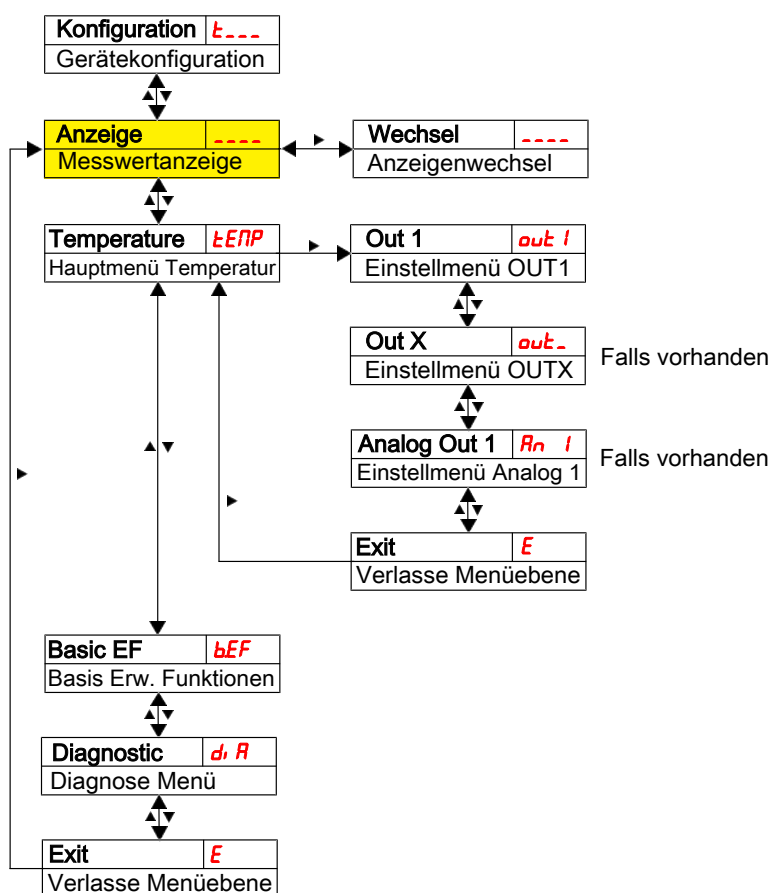 Konfiguration t___
Gerätekonfiguration
▲▼
Anzeige ____
Messwertanzeige
►
Wechsel ____
Anzeigenwechsel
▲▼
Temperature tEMP
Hauptmenü Temperatur
►
Out 1 out 1
Einstellmenü OUT1
▲▼
Out X out_
Einstellmenü OUTX
Falls vorhanden
▲▼
Analog Out 1 An 1
Einstellmenü Analog 1
Falls vorhanden
▲▼
Exit E
Verlasse Menüebene
▲▼
►
►
Basic EF b.EF
Basis Erw. Funktionen
▲▼
Diagnostic diA
Diagnose Menü
▲▼
Exit E
Verlasse Menüebene